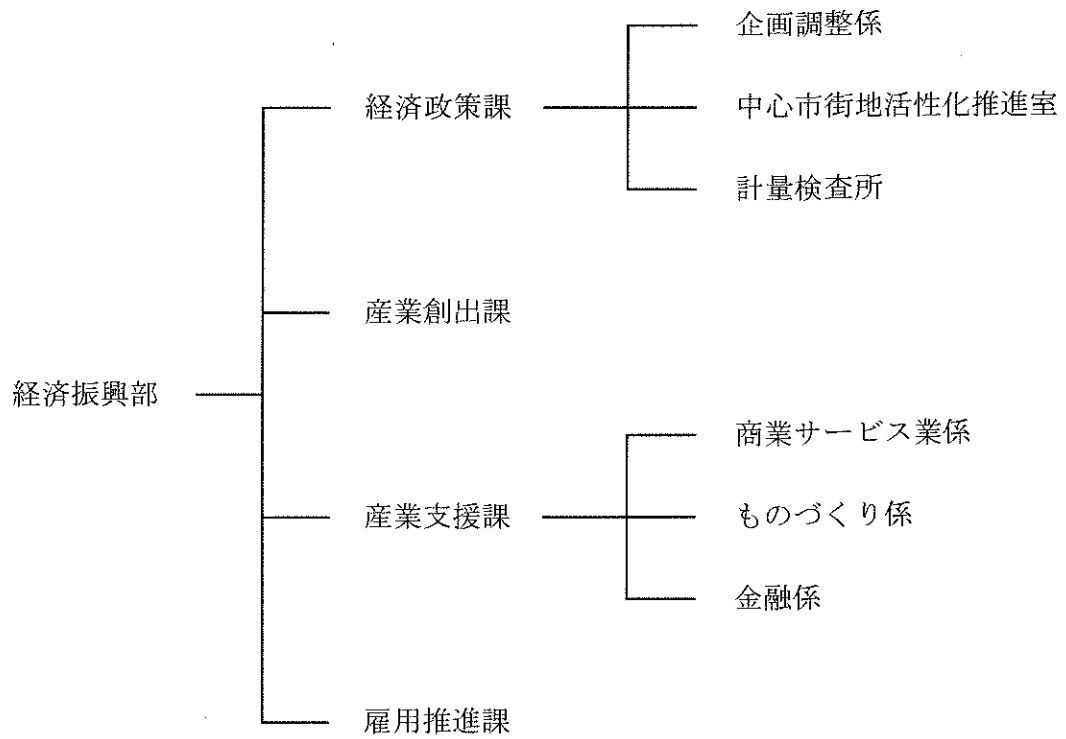 経済振興部
経済政策課
企画調整係
中心市街地活性化推進室
計量検査所
産業創出課
産業支援課
商業サービス業係
ものづくり係
金融係
雇用推進課